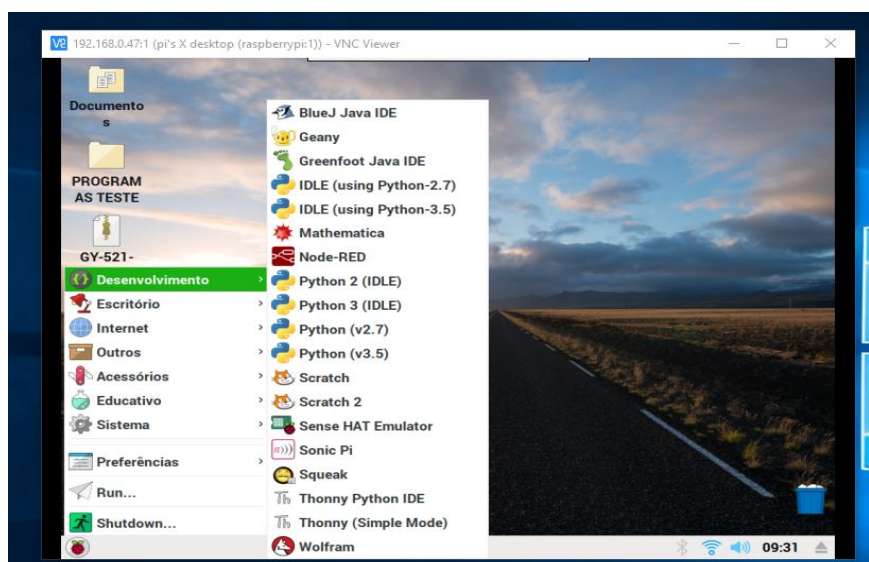 192.168.0.47:1 (pi's X desktop (raspberrypi:1)) - VNC Viewer
Documento
s
PROGRAM
AS TESTE
GY-521-
Desenvolvimento
Escritório
Internet
Outros
Acessórios
Educativo
Sistema
Preferências
Run...
Shutdown...
BlueJ Java IDE
Geany
Greenfoot Java IDE
IDLE (using Python-2.7)
IDLE (using Python-3.5)
Mathematica
Node-RED
Python 2 (IDLE)
Python 3 (IDLE)
Python (v2.7)
Python (v3.5)
Scratch
Scratch 2
Sense HAT Emulator
Sonic Pi
Squeak
Thonny Python IDE
Thonny (Simple Mode)
Wolfram
09:31